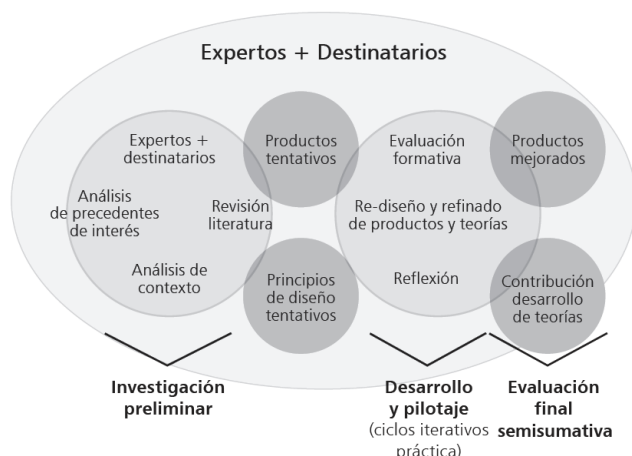 Expertos + Destinatarios
Expertos +
destinatarios
Análisis
de precedentes
de interés
Revisión
literatura
Análisis de
contexto
Productos
tentativos
Principios
de diseño
tentativos
Evaluación
formativa
Re-diseño y refinado
de productos y teorías
Reflexión
Productos
mejorados
Contribución
desarrollo
de teorías
Investigación
preliminar
Desarrollo
y pilotaje
(ciclos iterativos
práctica)
Evaluación
final
semisumativa